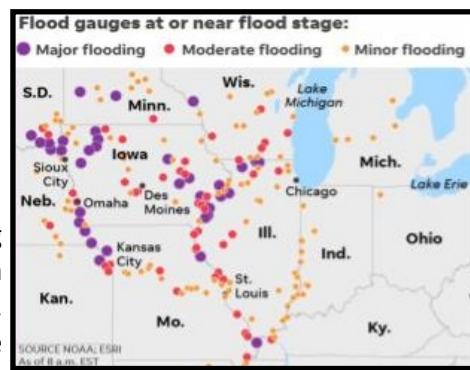 Flood gauges at or near flood stage:
Major flooding Moderate flooding Minor flooding
S.D.
Minn.
Wis.
Lake
Michigan
Iowa
Mich.
Sioux
City
Lake Erie
Chicago
Neb.
Omaha
Des
Moines
Ill.
Ind.
Ohio
Kansas
City
St.
Louis
Kan.
Mo.
Ky.
SOURCE NOAA; ESRI
As of 8 a.m. EST